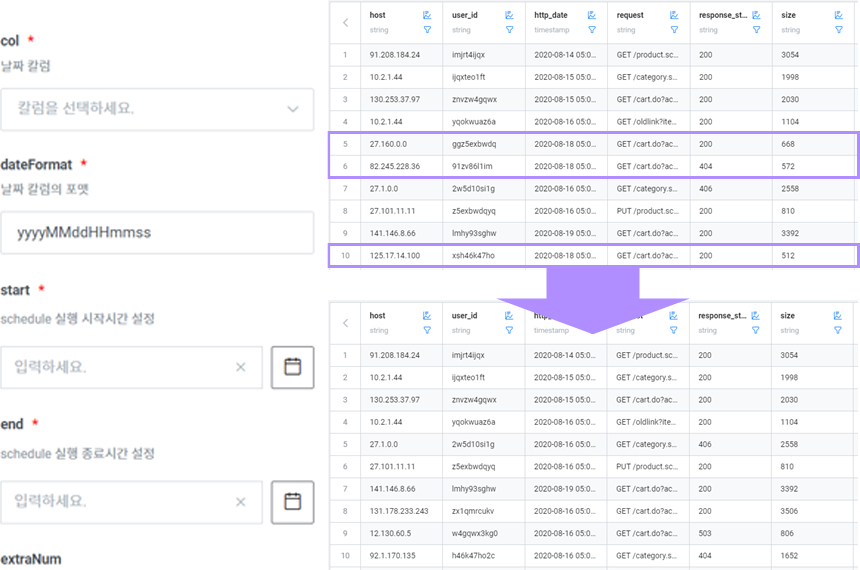 col *
날짜 칼럼
칼럼을 선택하세요.
dateFormat *
날짜 칼럼의 포맷
yyyyMMddHHmmss
start *
schedule 실행 시작시간 설정
입력하세요.
end *
schedule 실행 종료시간 설정
입력하세요.
extraNum
host user_id http_date request response_st... size
string string timestamp string string string
1 91.208.184.24 imjrt4ijqx 2020-08-14 05:0... GET /product.sc... 200 3054
2 10.2.1.44 ijqxteo1ft 2020-08-15 05:0... GET /category.s... 200 1998
3 130.253.37.97 znvzw4gqwx 2020-08-15 05:0... GET /cart.do?ac... 200 2030
4 10.2.1.44 yqokwuaz6a 2020-08-16 05:0... GET /oldlink?ite... 200 1104
5 27.160.0.0 ggz5exbwdq 2020-08-18 05:0... GET /cart.do?ac... 200 668
6 82.245.228.36 91zv86l1im 2020-08-18 05:0... GET /cart.do?ac... 404 572
7 27.1.0.0 2w5d10si1g 2020-08-16 05:0... GET /category.s... 406 2558
8 27.101.11.11 z5exbwdqyq 2020-08-16 05:0... PUT /product.sc... 200 810
9 141.146.8.66 lmhy93sghw 2020-08-19 05:0... GET /cart.do?ac... 200 3392
10 125.17.14.100 xsh46k47ho 2020-08-18 05:0... GET /cart.do?ac... 200 512
host user_id response_st... size
string string timestamp string string string
1 91.208.184.24 imjrt4ijqx 2020-08-14 05:0... GET /product.sc... 200 3054
2 10.2.1.44 ijqxteo1ft 2020-08-15 05:0... GET /category.s... 200 1998
3 130.253.37.97 znvzw4gqwx 2020-08-15 05:0... GET /cart.do?ac... 200 2030
4 10.2.1.44 yqokwuaz6a 2020-08-16 05:0... GET /oldlink?ite... 200 1104
5 27.1.0.0 2w5d10si1g 2020-08-16 05:0... GET /category.s... 406 2558
6 27.101.11.11 z5exbwdqyq 2020-08-16 05:0... PUT /product.sc... 200 810
7 141.146.8.66 lmhy93sghw 2020-08-19 05:0... GET /cart.do?ac... 200 3392
8 131.178.233.243 zx1qmrcukv 2020-08-16 05:0... GET /cart.do?ac... 200 3506
9 12.130.60.5 w4gqwx3kg0 2020-08-16 05:0... GET /cart.do?ac... 503 806
10 92.1.170.135 h46k47ho2c 2020-08-16 05:0... GET /category.s... 404 1652